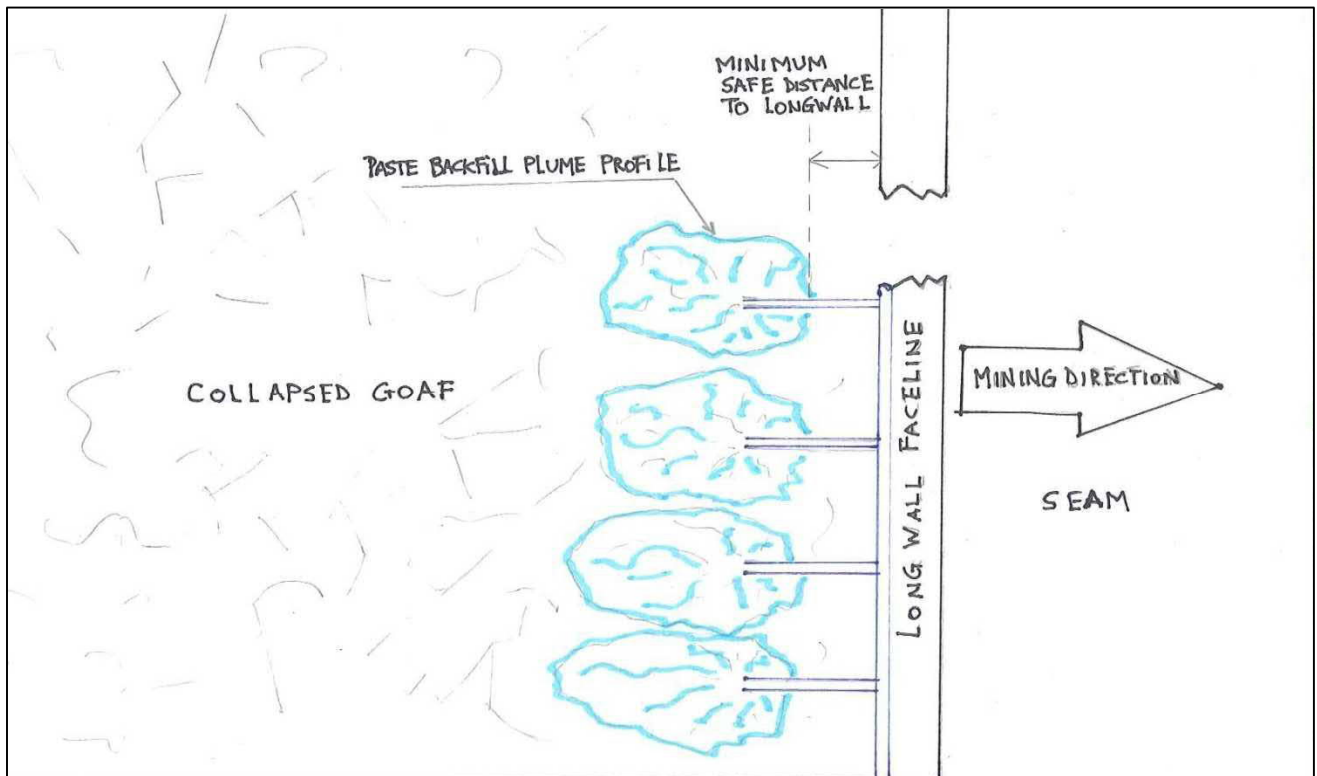 MINIMUM
SAFE DISTANCE
TO LONGWALL
PASTE BACKFILL PLUME PROFILE
COLLAPSED GOAF
LONG WALL FACELINE
MINING DIRECTION
SEAM